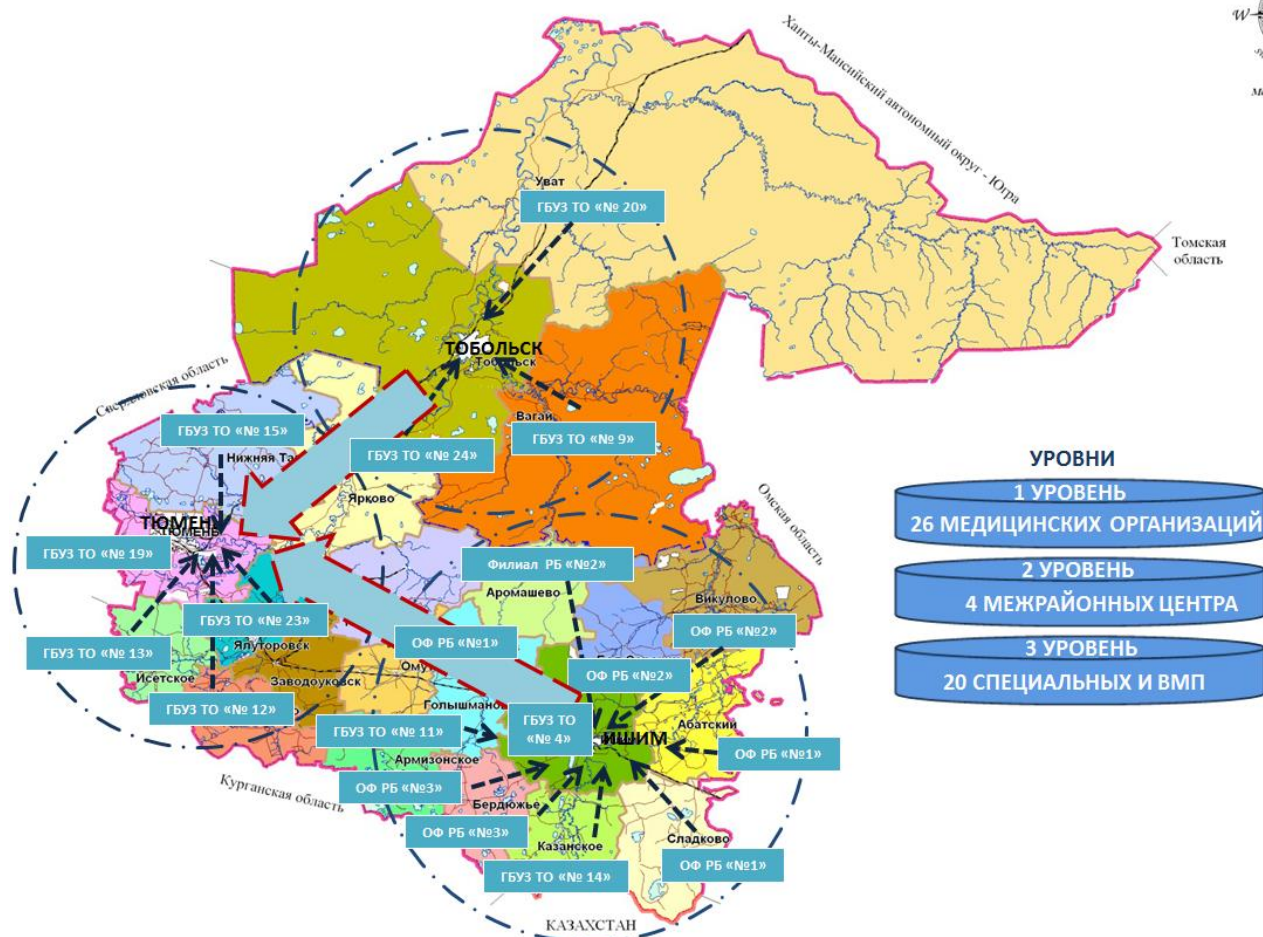 W
Ханты-Мансийский автономный округ - Югра
Уват
ГБУЗ ТО «№ 20»
Томская
область
ТОБОЛЬСК
Тобольск
Свердловская область
ГБУЗ ТО «№ 15»
Вагай
ГБУЗ ТО «№ 9»
Нижняя
ГБУЗ ТО «№ 24»
Ярково
Омская область
ТЮМЕНЬ
ТЮМЕНЬ
ГБУЗ ТО «№ 19»
Филиал РБ «№2»
Аромашево
Викулово
ГБУЗ ТО «№ 23»
ОФ РБ «№1»
ОФ РБ «№2»
Ялуторовск
ГБУЗ ТО «№ 13»
ОФ РБ «№2»
Исетское
Заводоуковск
Голышманово
ГБУЗ ТО «№ 12»
ГБУЗ ТО «№ 11»
ГБУЗ ТО
«№ 4»
ИШИМ
Абатский
ОФ РБ «№1»
Армизонское
Курганская область
ОФ РБ «№3»
Бердюжье
ОФ РБ «№3»
Казанское
Сладково
ОФ РБ «№1»
ГБУЗ ТО «№ 14»
КАЗАХСТАН
УРОВНИ
1 УРОВЕНЬ
26 МЕДИЦИНСКИХ ОРГАНИЗАЦИЙ
2 УРОВЕНЬ
4 МЕЖРАЙОННЫХ ЦЕНТРА
3 УРОВЕНЬ
20 СПЕЦИАЛЬНЫХ И ВМП